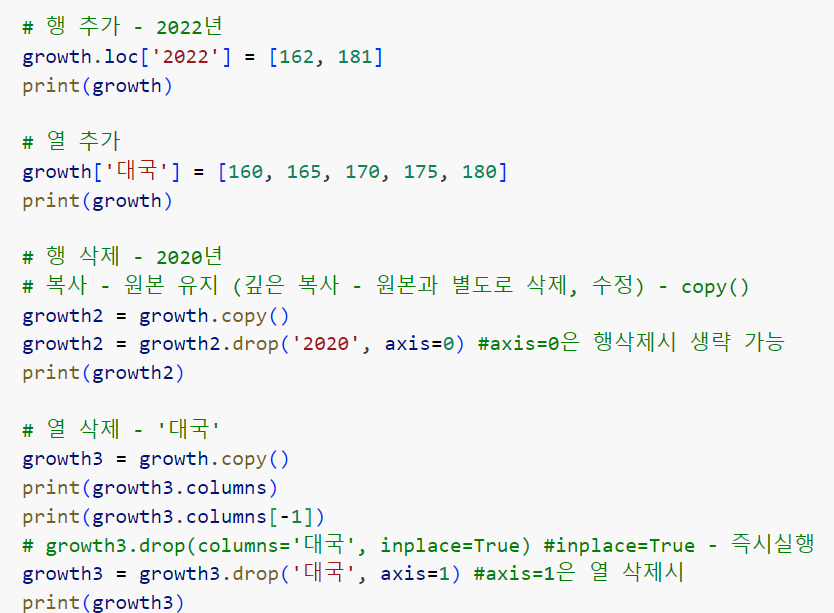 # 행 추가 - 2022년
growth.loc['2022'] = [162, 181]
print(growth)
# 열 추가
growth['대국'] = [160, 165, 170, 175, 180]
print(growth)
# 행 삭제 - 2020년
# 복사 - 원본 유지 (깊은 복사 - 원본과 별도로 삭제, 수정) - copy()
growth2 = growth.copy()
growth2 = growth2.drop('2020', axis=0) #axis=0은 행삭제시 생략 가능
print(growth2)
# 열 삭제 - '대국'
growth3 = growth.copy()
print(growth3.columns)
print(growth3.columns[-1])
# growth3.drop(columns='대국', inplace=True) #inplace=True - 즉시실행
growth3 = growth3.drop('대국', axis=1) #axis=1은 열 삭제시
print(growth3)